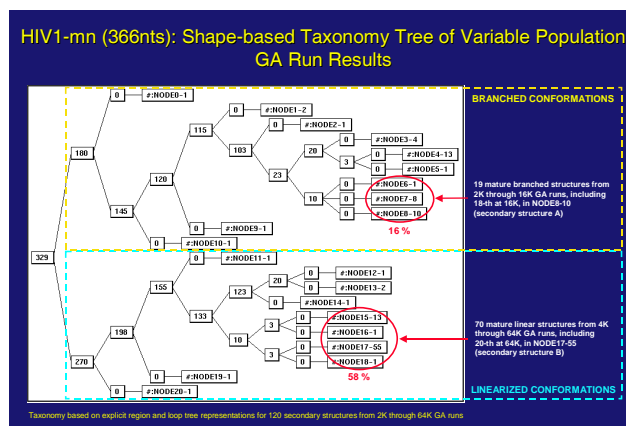 HIV1-mn (366nts): Shape-based Taxonomy Tree of Variable Population
GA Run Results
BRANCHED CONFORMATIONS
0 #:NODE0-1
0 #:NODE1-2
115
0 #:NODE2-1
180
103
20 0 #:NODE3-4
0 #:NODE4-13
3
120
23
0 #:NODE5-1
0 #:NODE6-1
10 0 #:NODE7-8
145
0 #:NODE8-10
0 #:NODE9-1
16 %
0 #:NODE10-1
19 mature branched structures from
2K through 16K GA runs, including
18-th at 16K, in NODE8-10
(secondary structure A)
329
0 #:NODE11-1
155
20 0 #:NODE12-1
123
0 #:NODE13-2
0 #:NODE14-1
133
0 #:NODE15-13
3
198
10
0 #:NODE16-1
0 #:NODE17-55
3
270
0 #:NODE18-1
0 #:NODE19-1
58 %
0 #:NODE20-1
70 mature linear structures from 4K
through 64K GA runs, including
20-th at 64K, in NODE17-55
(secondary structure B)
LINEARIZED CONFORMATIONS
Taxonomy based on explicit region and loop tree representations for 120 secondary structures from 2K through 64K GA runs